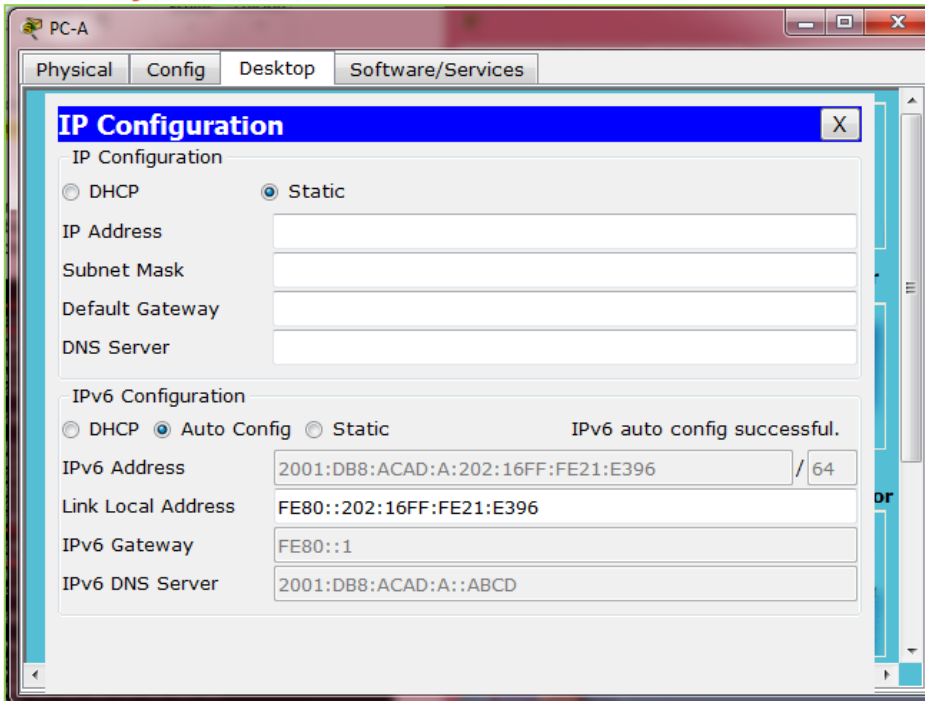 PC-A
Physical Config Desktop Software/Services
IP Configuration X
IP Configuration
DHCP Static
IP Address
Subnet Mask
Default Gateway
DNS Server
IPv6 Configuration
DHCP Auto Config Static IPv6 auto config successful.
IPv6 Address 2001:DB8:ACAD:A:202:16FF:FE21:E396 / 64
Link Local Address FE80::202:16FF:FE21:E396
or
IPv6 Gateway FE80::1
IPv6 DNS Server 2001:DB8:ACAD:A::ABCD